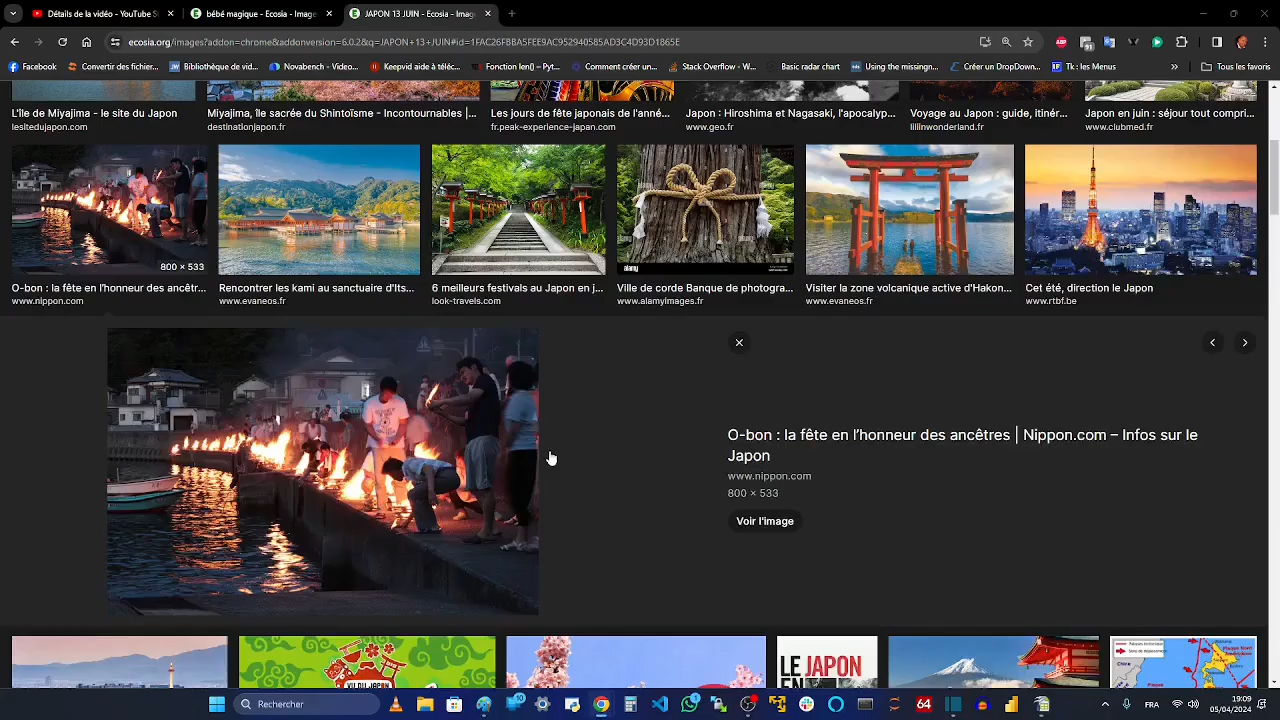 Détails de la vidéo - YouTube S
bébé magique - Ecosia - Image
JAPON 13 JUIN - Ecosia - Imag
ecosia.org/images?addon=chrome&addonversion=6.0.2&q=JAPON+13+JUIN#id=1FAC26FBBA5FEE9AC952940585AD3C4D93D1865E
91
Facebook
Convertir des fichier...
Bibliothèque de vid...
Novabench - Video...
Keepvid aide à téléc...
Fonction len() – Pyt...
Comment créer un...
Stack Overflow - W...
Basic radar chart
Using the missingn...
Créer un DropDown...
Tk : les Menus
Tous les favoris
L'île de Miyajima - le site du Japon
lesitedujapon.com
Miyajima, île sacrée du Shintoïsme - Incontournables |...
destinationjapon.fr
Les jours de fête japonais de l'anné...
fr.peak-experience-japan.com
Japon : Hiroshima et Nagasaki, l'apocalyp...
www.geo.fr
Voyage au Japon : guide, itinér...
lililnwonderland.fr
Japon en juin : séjour tout compri...
www.clubmed.fr
800 × 533
alamy
O-bon : la fête en l'honneur des ancêtr...
www.nippon.com
Rencontrer les kami au sanctuaire d'Its...
www.evaneos.fr
6 meilleurs festivals au Japon en j...
look-travels.com
Ville de corde Banque de photogra...
www.alamyimages.fr
Visiter la zone volcanique active d'Hakon...
www.evaneos.fr
Cet été, direction le Japon
www.rtbf.be
O-bon : la fête en l'honneur des ancêtres | Nippon.com – Infos sur le
Japon
www.nippon.com
800 × 533
Voir l'image
VU DU JAPON
LE JAPON
Chine
Rechercher
10
64
FRA
19:09
05/04/2024